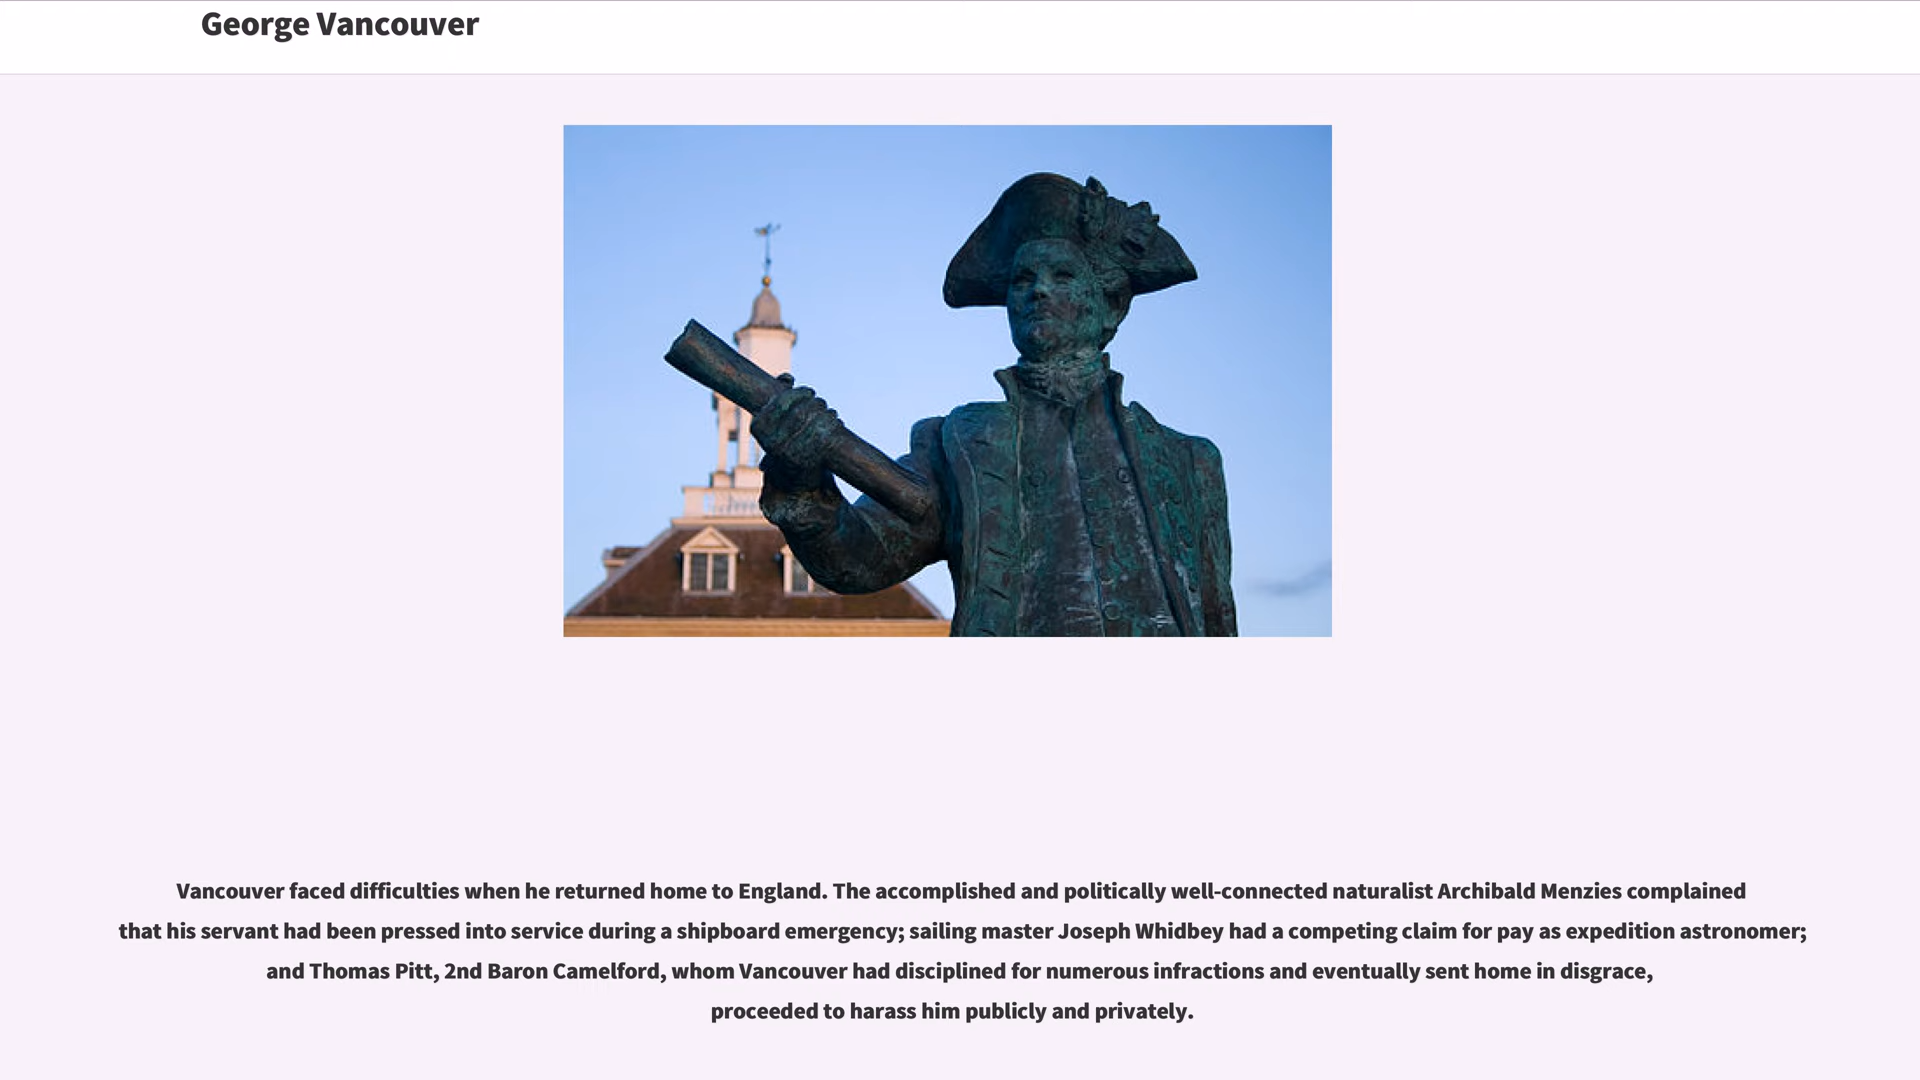 George Vancouver
Vancouver faced difficulties when he returned home to England. The accomplished and politically well-connected naturalist Archibald Menzies complained
that his servant had been pressed into service during a shipboard emergency; sailing master Joseph Whidbey had a competing claim for pay as expedition astronomer;
and Thomas Pitt, 2nd Baron Camelford, whom Vancouver had disciplined for numerous infractions and eventually sent home in disgrace,
proceeded to harass him publicly and privately.